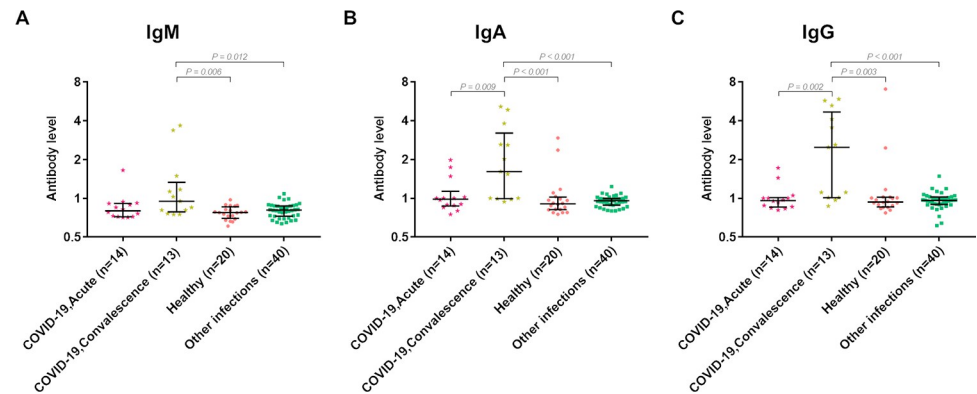 A
IgM
P = 0.012
P = 0.006
Antibody level
8
4
2
1
0.5
COVID-19,Acute (n=14)
COVID-19,Convalescence (n=13)
Healthy (n=20)
Other infections (n=40)
B
IgA
P < 0.001
P < 0.001
P = 0.009
Antibody level
8
4
2
1
0.5
COVID-19,Acute (n=14)
COVID-19,Convalescence (n=13)
Healthy (n=20)
Other infections (n=40)
C
IgG
P < 0.001
P = 0.003
P = 0.002
Antibody level
8
4
2
1
0.5
COVID-19,Acute (n=14)
COVID-19,Convalescence (n=13)
Healthy (n=20)
Other infections (n=40)